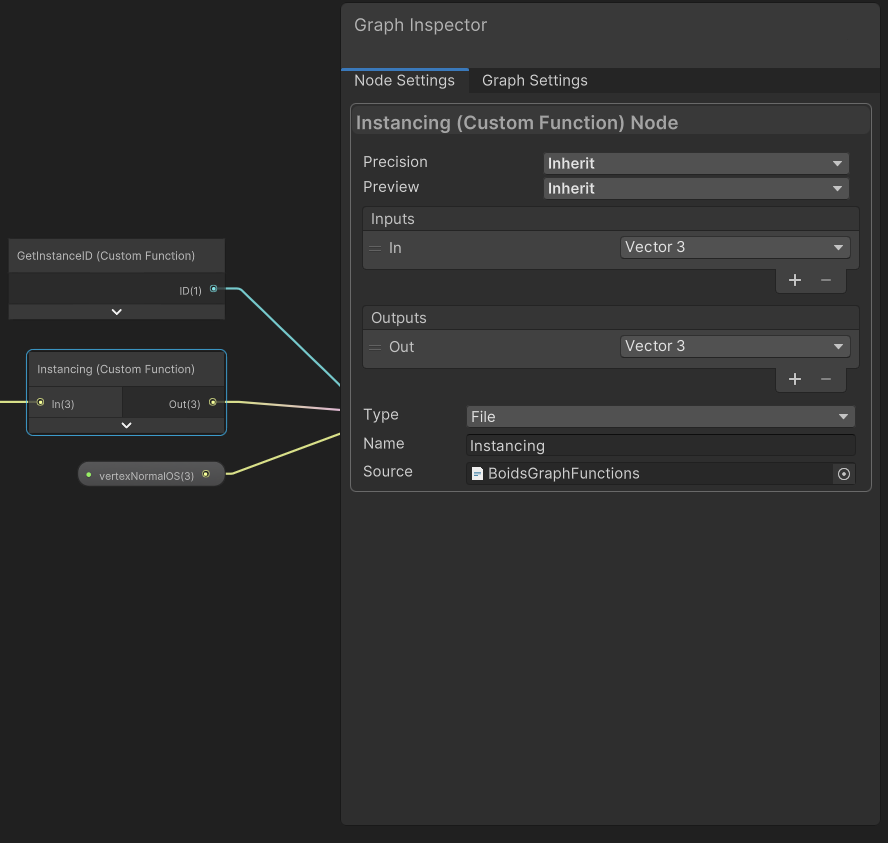 Graph Inspector
Node Settings Graph Settings
Instancing (Custom Function) Node
Precision Inherit
Preview Inherit
Inputs
In Vector 3
Outputs
Out Vector 3
Type File
Name Instancing
Source BoidsGraphFunctions
GetInstanceID (Custom Function)
ID(1)
Instancing (Custom Function)
In(3) Out(3)
vertexNormalOS(3)